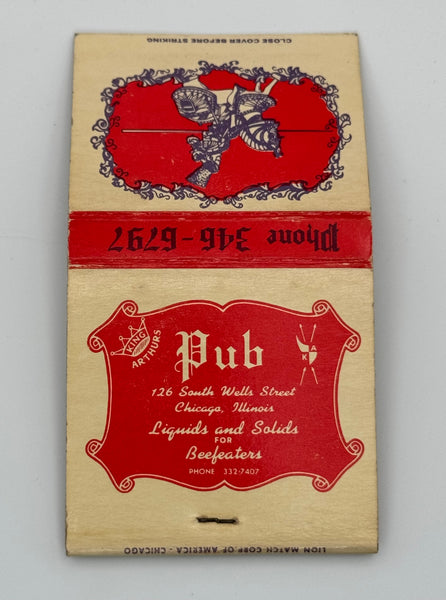 CLOSE COVER BEFORE STRIKING
Phone 346-6797
KING
ARTHURS
Pub
K A
126 South Wells Street
Chicago, Illinois
Liquids and Solids
FOR
Beefeaters
PHONE 332-7407
LION MATCH CORP OF AMERICA - CHICAGO